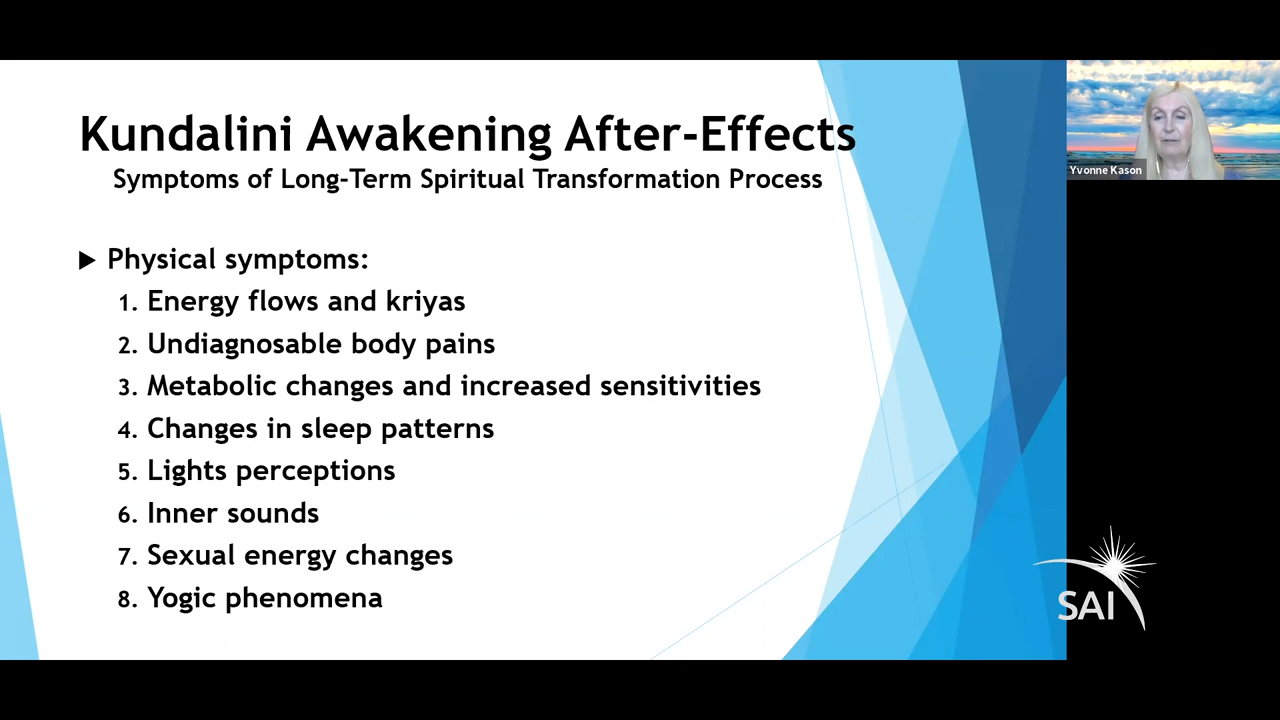 Kundalini Awakening After-Effects
Symptoms of Long-Term Spiritual Transformation Process
Physical symptoms:
1. Energy flows and kriyas
2. Undiagnosable body pains
3. Metabolic changes and increased sensitivities
4. Changes in sleep patterns
5. Lights perceptions
6. Inner sounds
7. Sexual energy changes
8. Yogic phenomena
Yvonne Kason
SAI